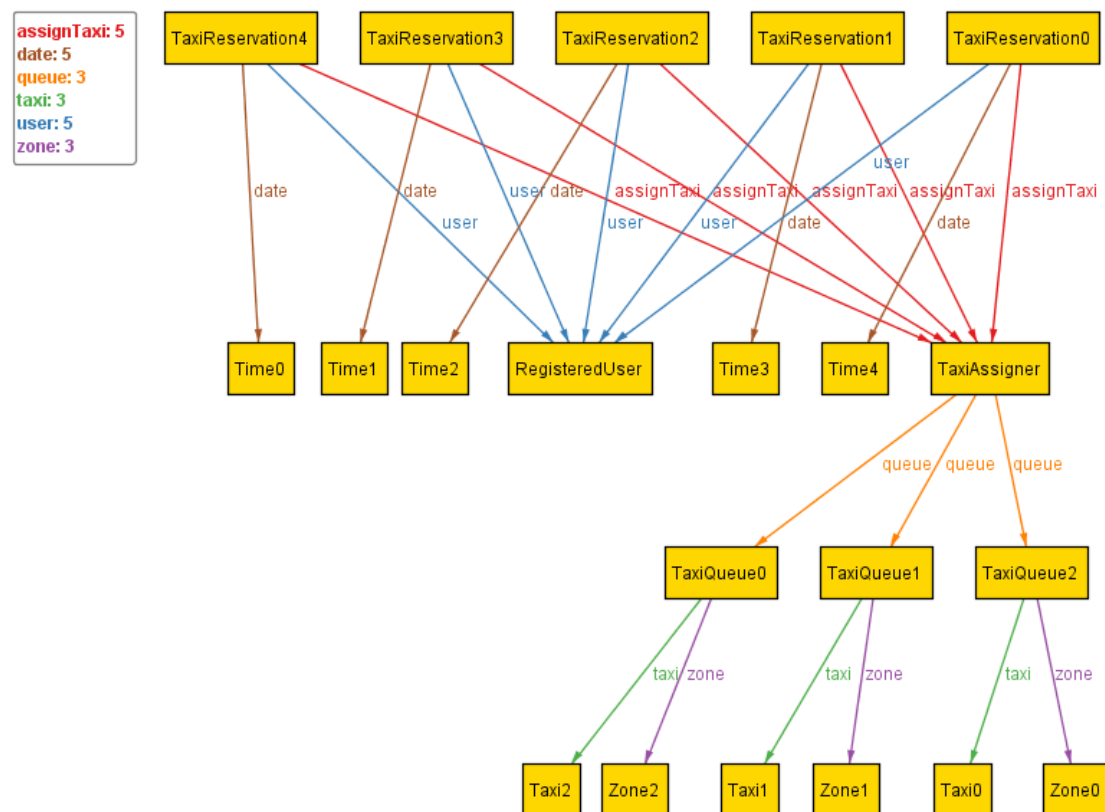 assignTaxi: 5
date: 5
queue: 3
taxi: 3
user: 5
zone: 3
TaxiReservation4 TaxiReservation3 TaxiReservation2 TaxiReservation1 TaxiReservation0
user
date date user date assignTaxi assignTaxi assignTaxi assignTaxi assignTaxi
user user user date date
Time0 Time1 Time2 RegisteredUser Time3 Time4 TaxiAssigner
queue queue queue
TaxiQueue0 TaxiQueue1 TaxiQueue2
taxi zone taxi zone taxi zone
Taxi2 Zone2 Taxi1 Zone1 Taxi0 Zone0